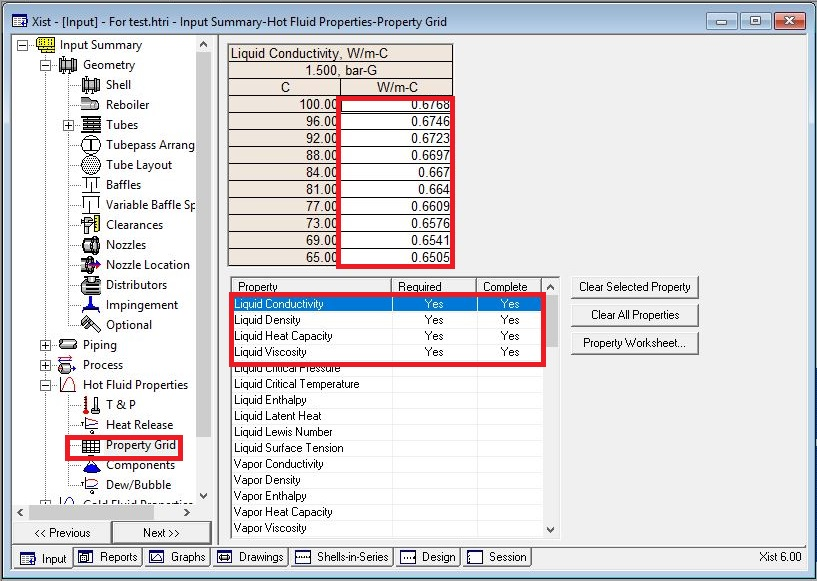 Xist - [Input] - For test.htri - Input Summary-Hot Fluid Properties-Property Grid
Input Summary
Geometry
Shell
Reboiler
Tubes
Tubepass Arrang
Tube Layout
Baffles
Variable Baffle Sp
Clearances
Nozzles
Nozzle Location
Distributors
Impingement
Optional
Piping
Process
Hot Fluid Properties
T & P
Heat Release
Property Grid
Components
Dew/Bubble
Cold Fluid Properties
<< Previous
Next >>
Liquid Conductivity, W/m-C
1.500, bar-G
C W/m-C
100.00 0.6768
96.00 0.6746
92.00 0.6723
88.00 0.6697
84.00 0.667
81.00 0.664
77.00 0.6609
73.00 0.6576
69.00 0.6541
65.00 0.6505
Property Required Complete
Liquid Conductivity Yes Yes
Liquid Density Yes Yes
Liquid Heat Capacity Yes Yes
Liquid Viscosity Yes Yes
Liquid Critical Pressure
Liquid Critical Temperature
Liquid Enthalpy
Liquid Latent Heat
Liquid Lewis Number
Liquid Surface Tension
Vapor Conductivity
Vapor Density
Vapor Enthalpy
Vapor Heat Capacity
Vapor Viscosity
Clear Selected Property
Clear All Properties
Property Worksheet...
Input
Reports
Graphs
Drawings
Shells-in-Series
Design
Session
Xist 6.00